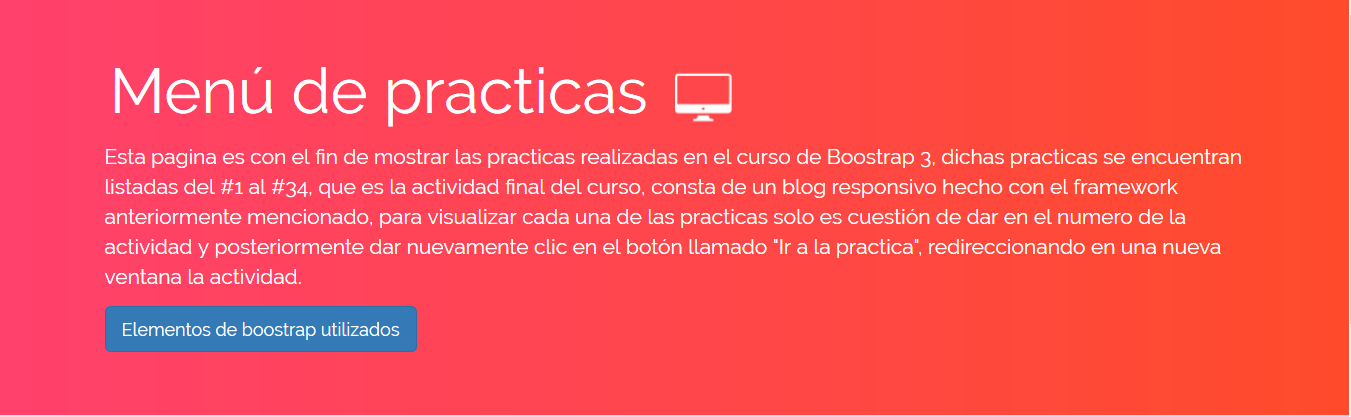 Menú de practicas
Esta pagina es con el fin de mostrar las practicas realizadas en el curso de Boostrap 3, dichas practicas se encuentran
listadas del #1 al #34, que es la actividad final del curso, consta de un blog responsivo hecho con el framework
anteriormente mencionado, para visualizar cada una de las practicas solo es cuestión de dar en el numero de la
actividad y posteriormente dar nuevamente clic en el botón llamado "Ir a la practica", redireccionando en una nueva
ventana la actividad.
Elementos de boostrap utilizados